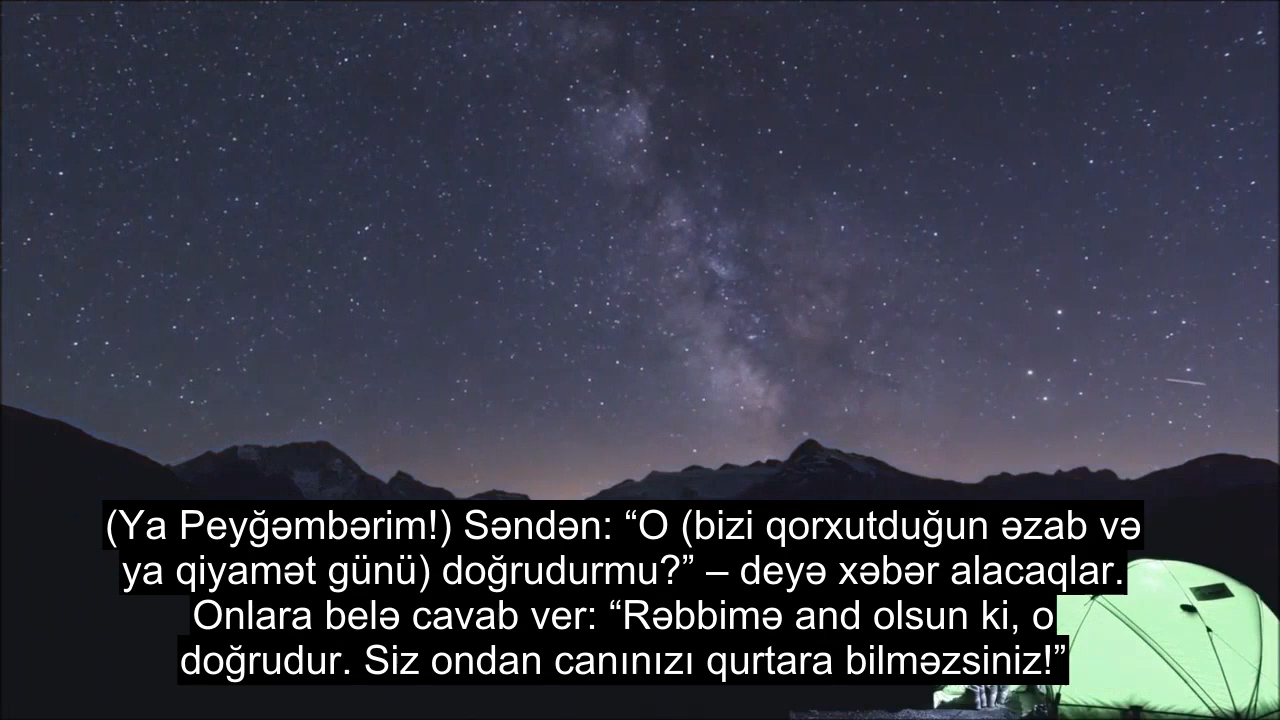 (Ya Peyğəmbərim!) Səndən: “O (bizi qorxutduğun əzab və
ya qiyamət günü) doğrudurmu?” – deyə xəbər alacaqlar.
Onlara belə cavab ver: “Rəbbimə and olsun ki, o
doğrudur. Siz ondan canınızı qurtara bilməzsiniz!”